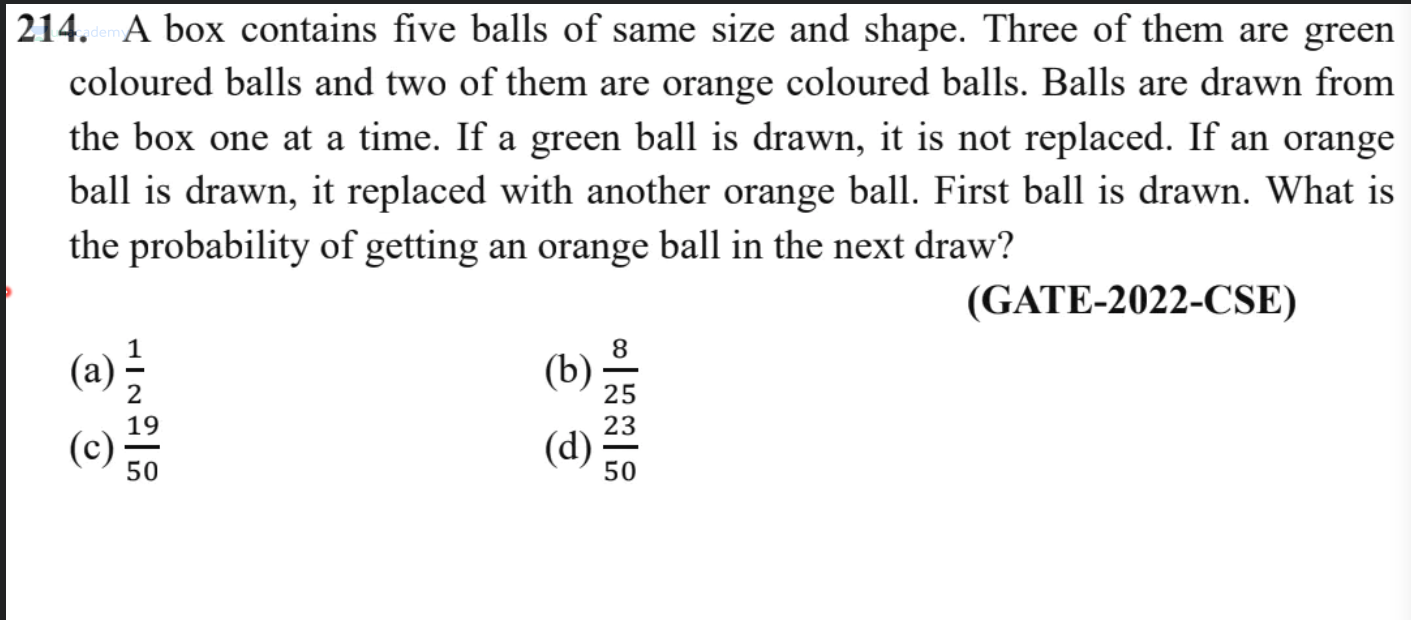 214. A box contains five balls of same size and shape. Three of them are green
coloured balls and two of them are orange coloured balls. Balls are drawn from
the box one at a time. If a green ball is drawn, it is not replaced. If an orange
ball is drawn, it replaced with another orange ball. First ball is drawn. What is
the probability of getting an orange ball in the next draw?
(GATE-2022-CSE)
(a) 1/2 (b) 8/25
(c) 19/50 (d) 23/50